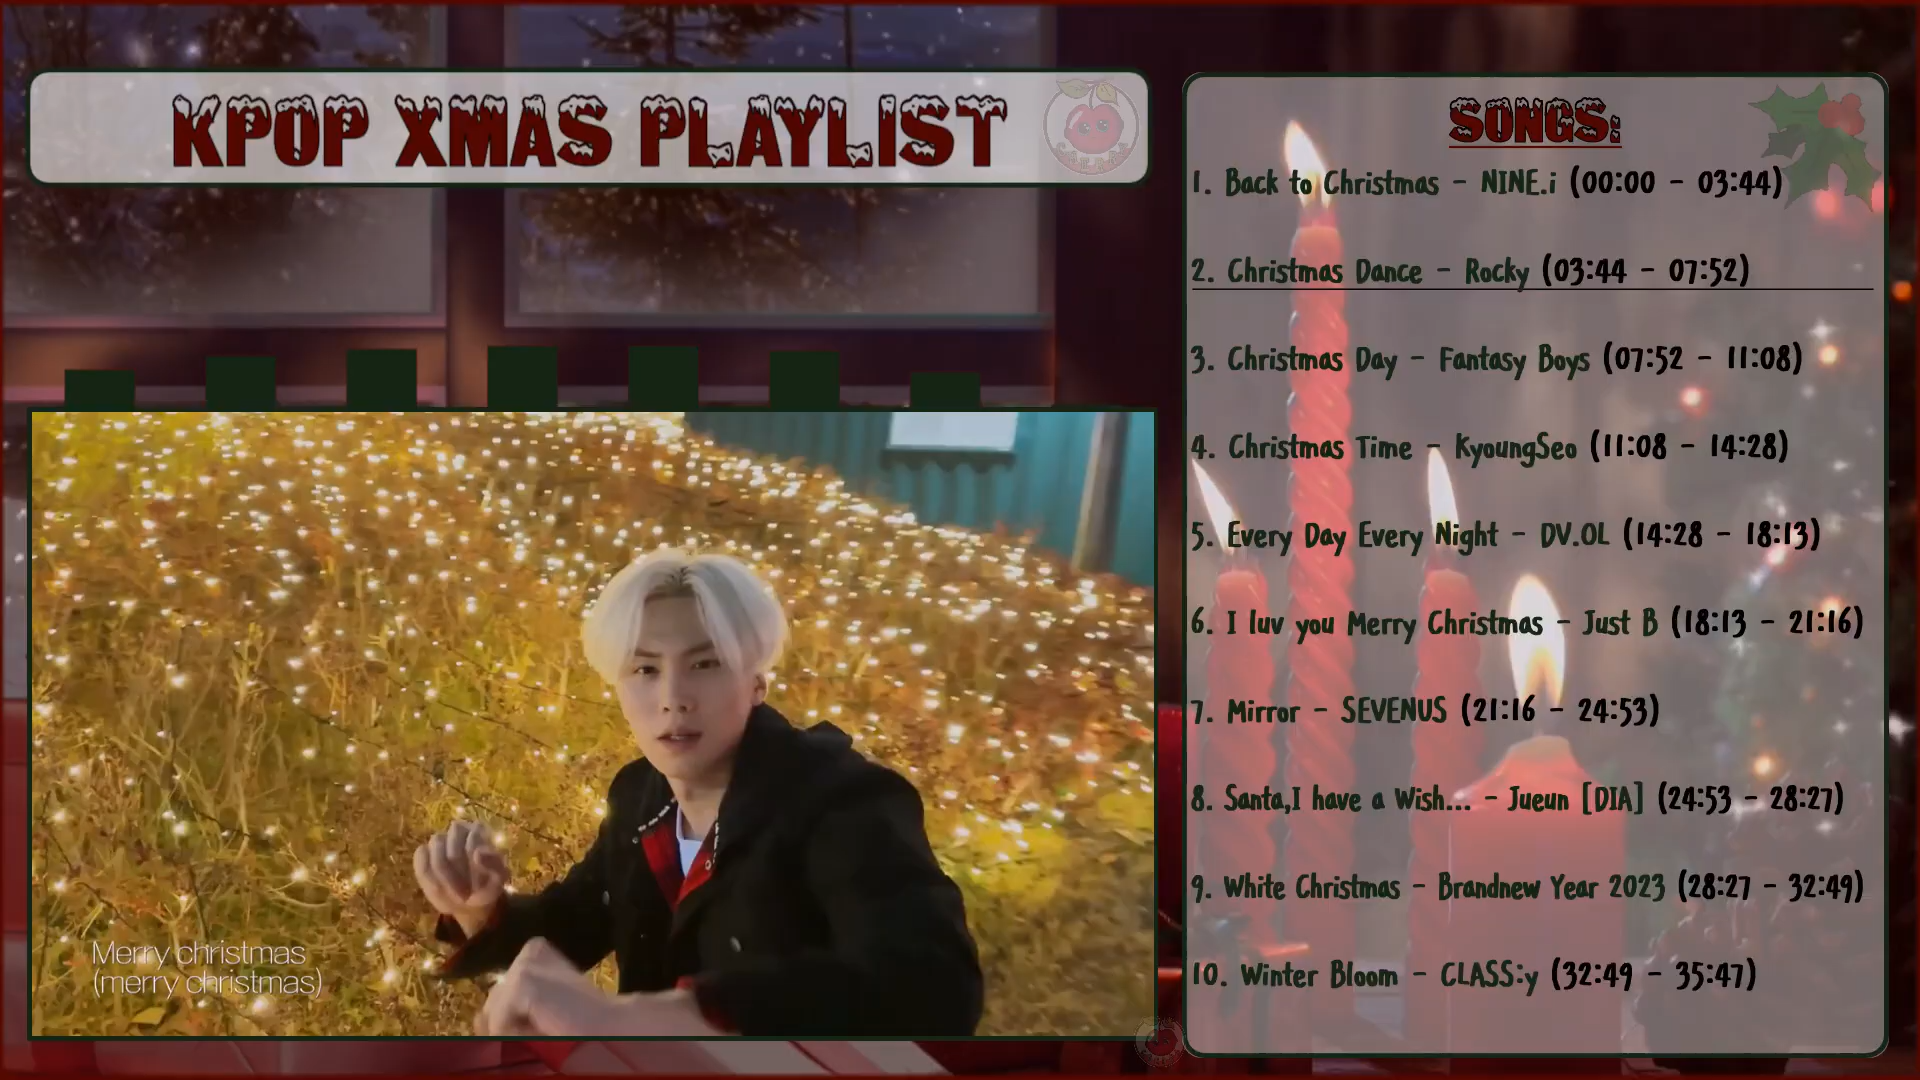 KPOP XMAS PLAYLIST
SONGS:
1. Back to Christmas - NINE.i (00:00 - 03:44)
2. Christmas Dance - Rocky (03:44 - 07:52)
3. Christmas Day - Fantasy Boys (07:52 - 11:08)
4. Christmas Time - KyoungSeo (11:08 - 14:28)
5. Every Day Every Night - DV.OL (14:28 - 18:13)
6. I luv you Merry Christmas - Just B (18:13 - 21:16)
7. Mirror - SEVENUS (21:16 - 24:53)
8. Santa,I have a Wish... - Jueun [DIA] (24:53 - 28:27)
9. White Christmas - Brandnew Year 2023 (28:27 - 32:49)
10. Winter Bloom - CLASS:y (32:49 - 35:47)
Merry christmas
(merry christmas)